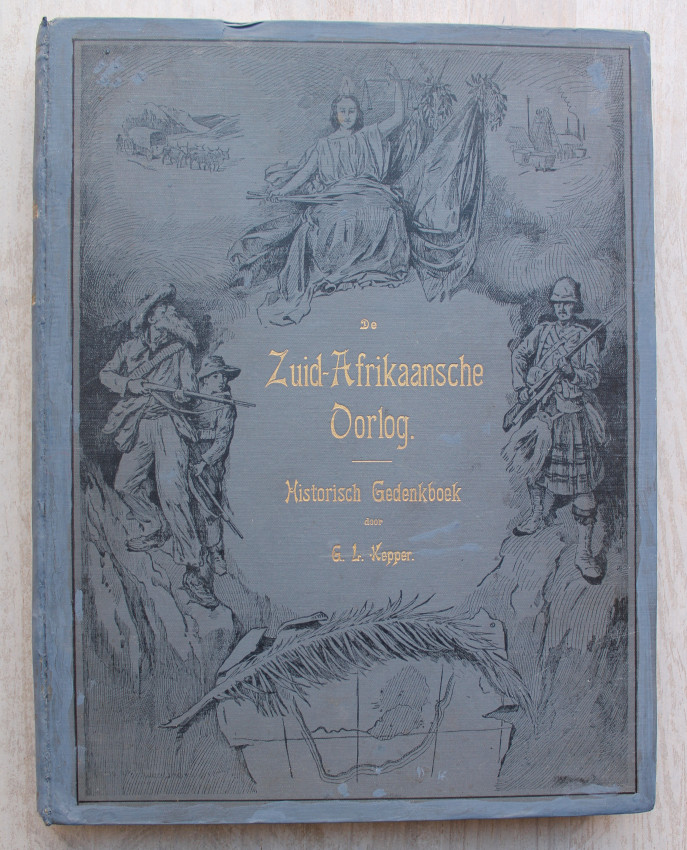 De
Zuid-Afrikaansche
Oorlog.
Historisch Gedenkboek
door
G. L. Kepper.